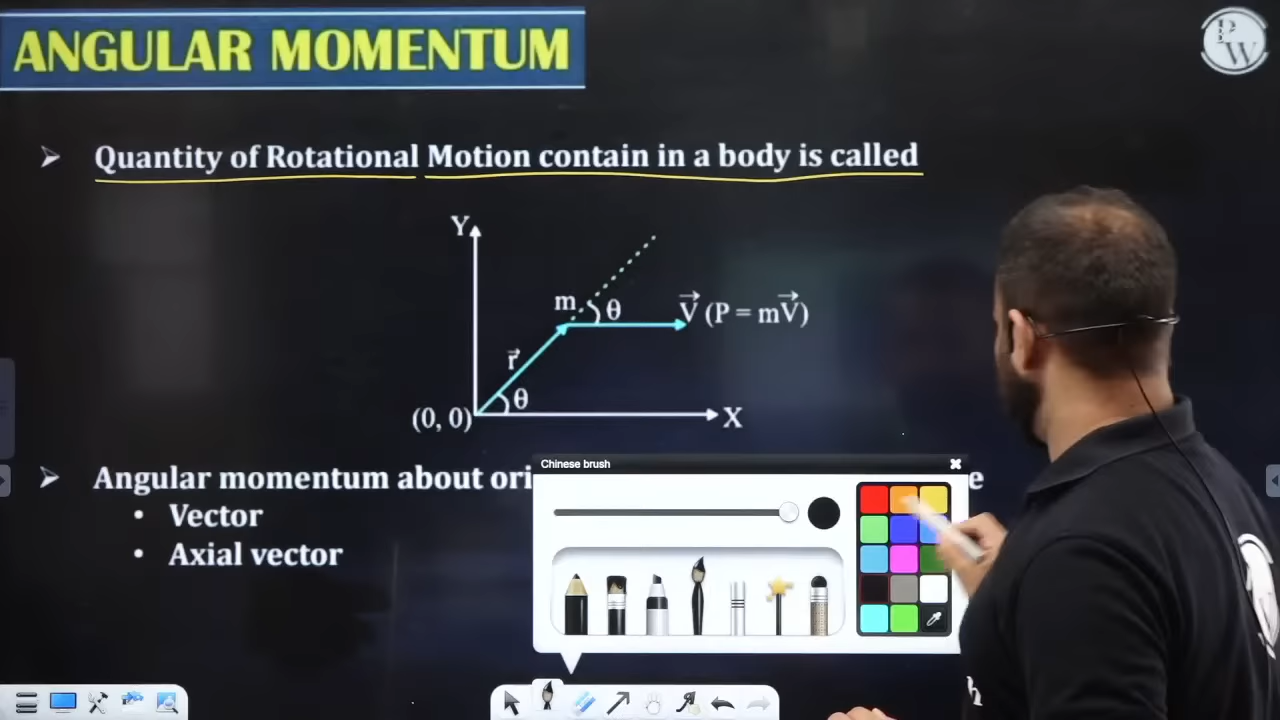 ANGULAR MOMENTUM
PW
➢ Quantity of Rotational Motion contain in a body is called
Y
m θ V⃗ (P = mV⃗)
r⃗
θ
(0, 0) X
➢ Angular momentum about
• Vector
• Axial vector
Chinese brush